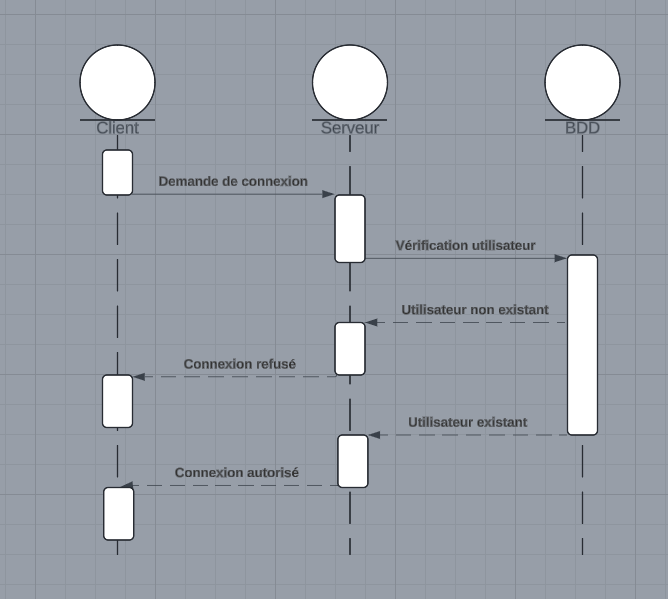 Client
Serveur
BDD
Demande de connexion
Vérification utilisateur
Utilisateur non existant
Connexion refusé
Utilisateur existant
Connexion autorisé